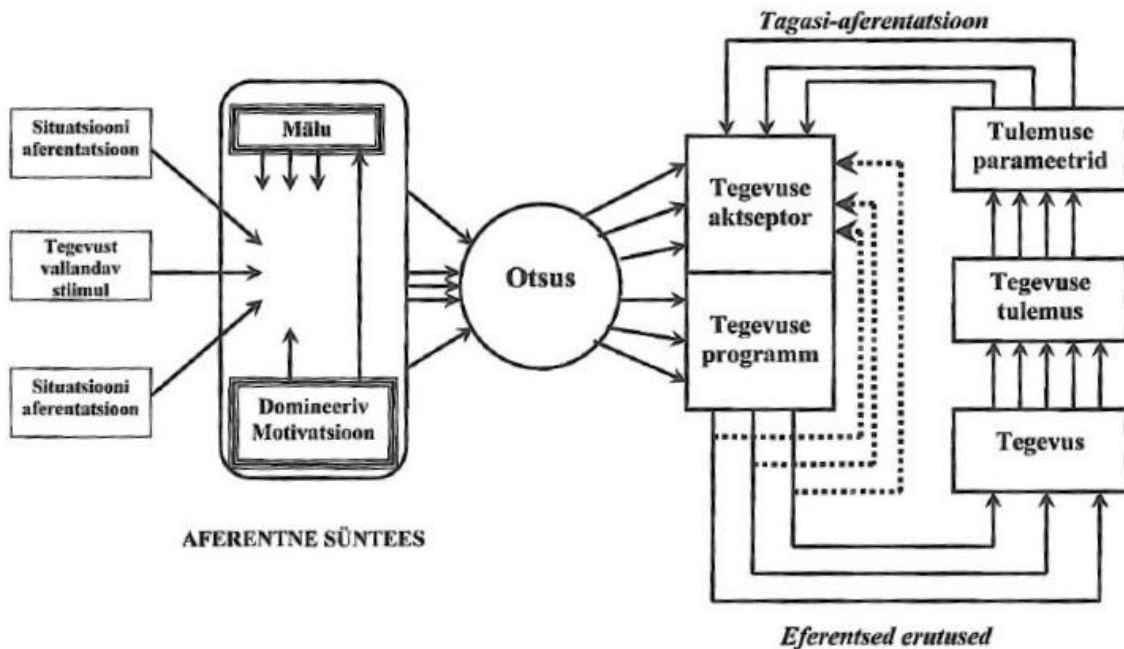 Tagasi-aferentatsioon
Situatsiooni
aferentatsioon
Tegevust
vallandav
stiimul
Situatsiooni
aferentatsioon
Mälu
Domineeriv
Motivatsioon
AFERENTNE SÜNTEES
Otsus
Tegevuse
aktseptor
Tegevuse
programm
Tulemuse
parameetrid
Tegevuse
tulemus
Tegevus
Eferentsed erutused